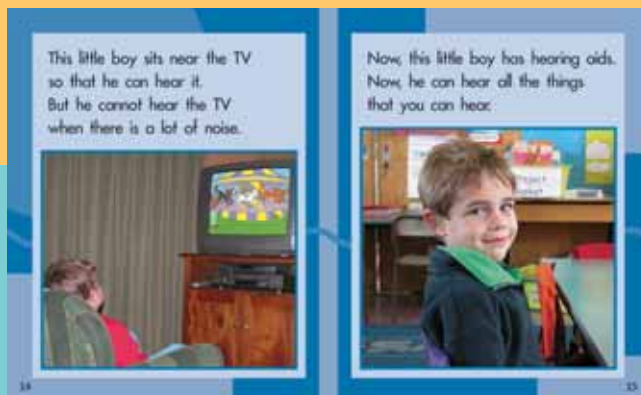 This little boy sits near the TV
so that he can hear it.
But he cannot hear the TV
when there is a lot of noise.
14
Now, this little boy has hearing aids.
Now, he can hear all the things
that you can hear.
15